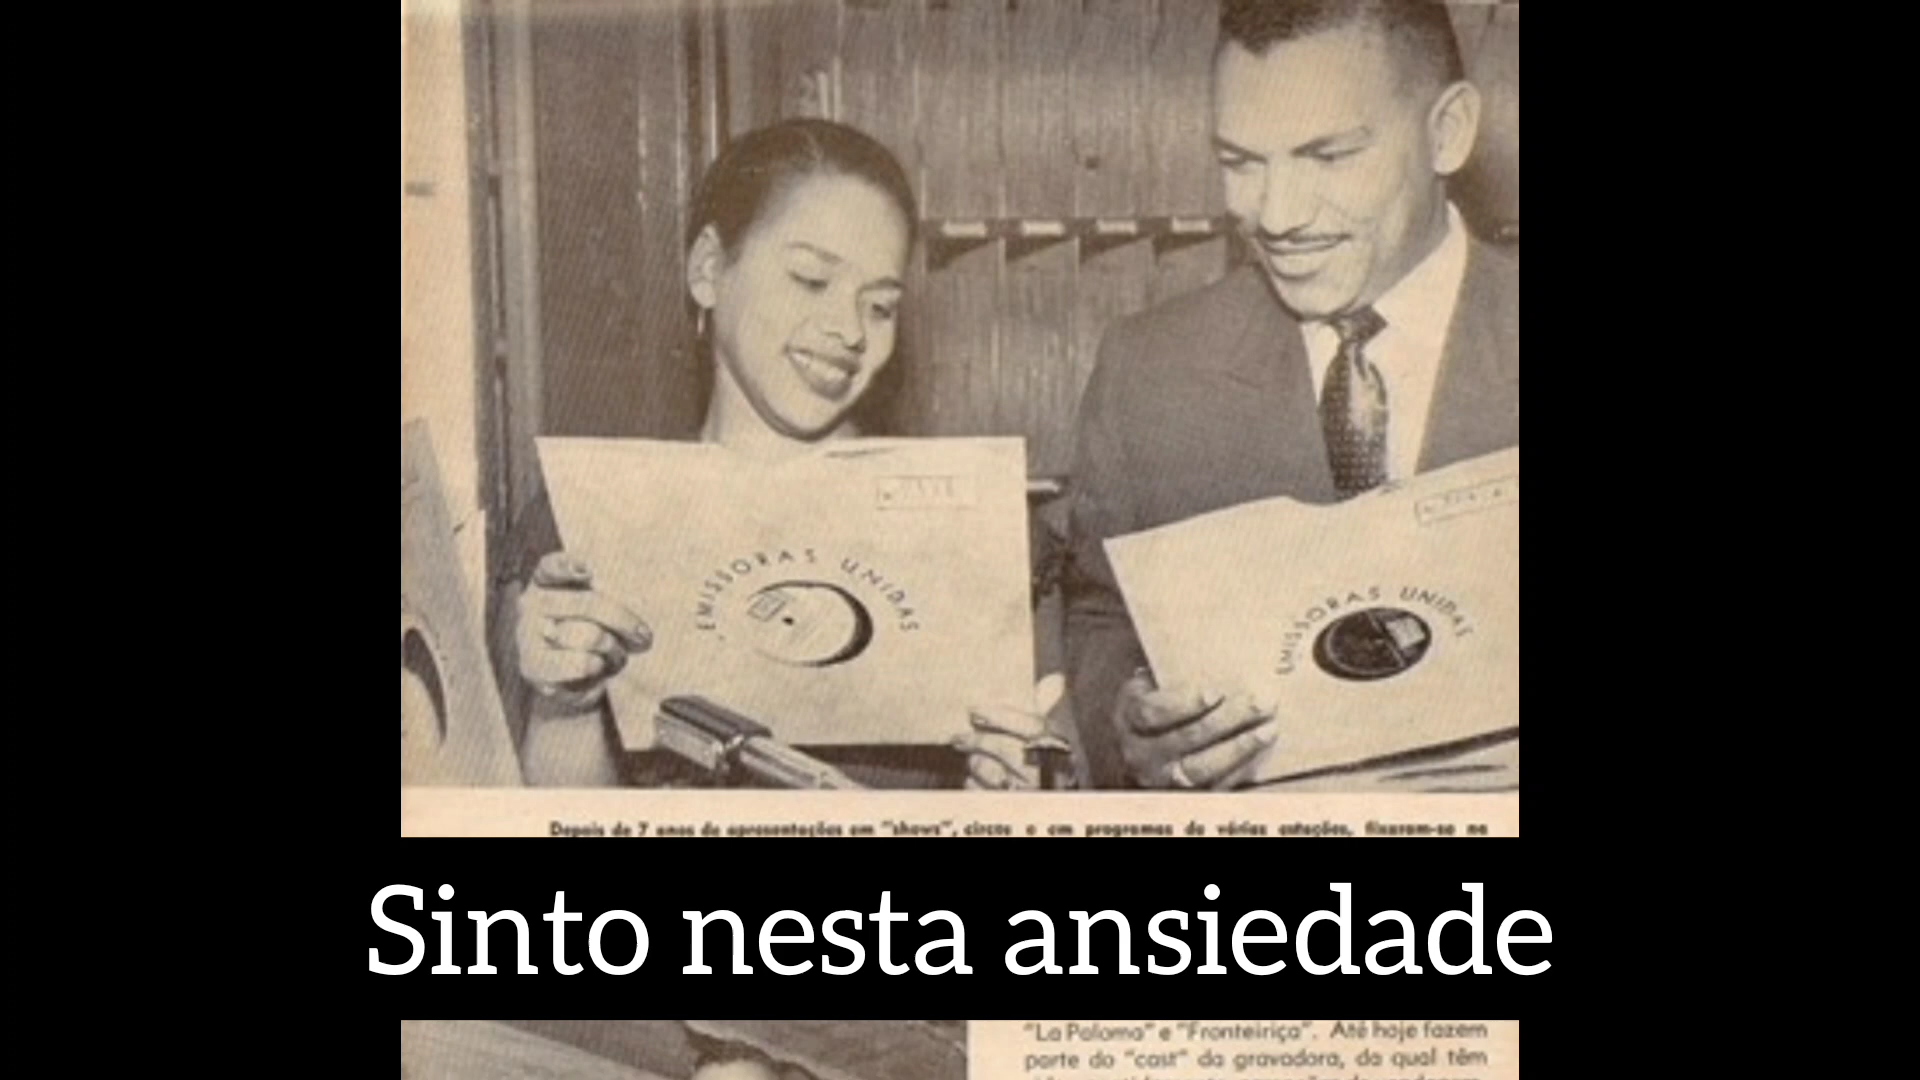 EMISSORAS UNIDAS
EMISSORAS UNIDAS
Depois de 7 anos de apresentações em "shows", circos e em programas de várias estações, fixaram-se na
Sinto nesta ansiedade
"La Paloma" e "Fronteiriça". Até hoje fazem
parte do "cast" da gravadora, da qual têm